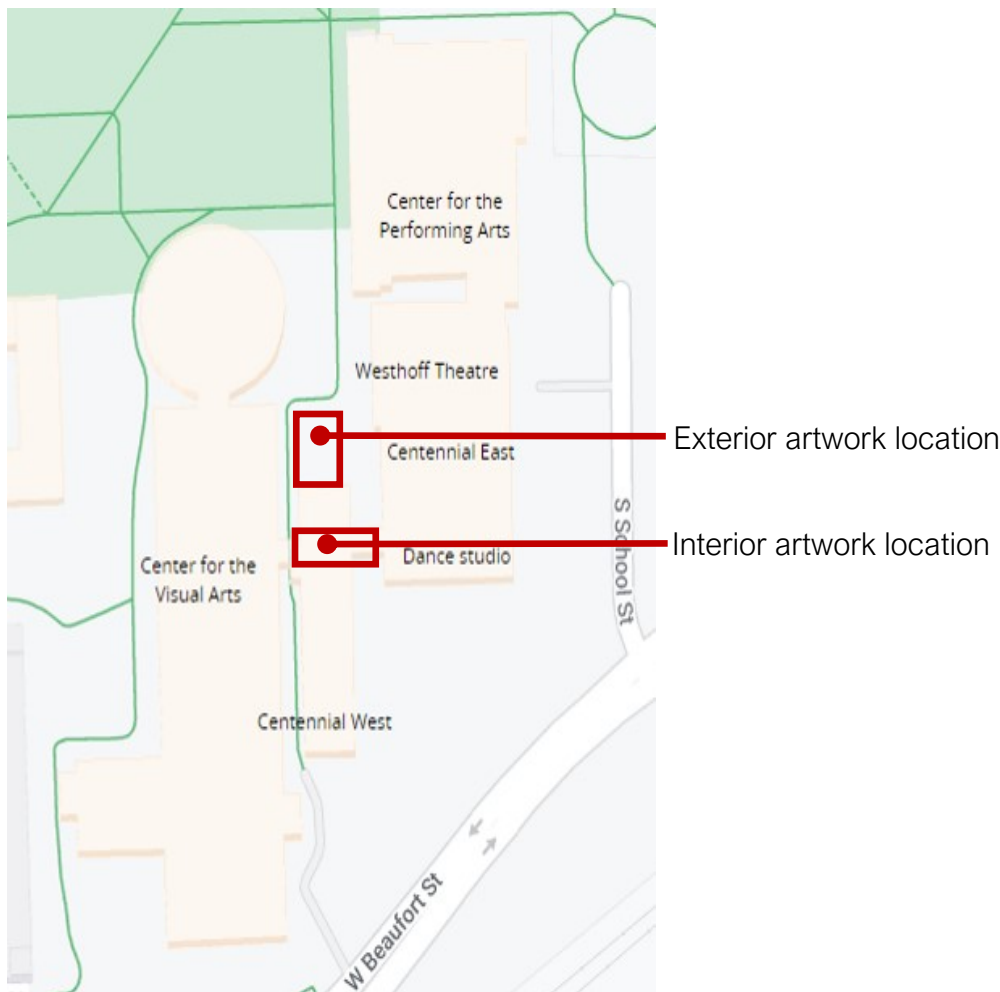 Center for the
Performing Arts
Westhoff Theatre
Exterior artwork location
Centennial East
S School St
Interior artwork location
Dance studio
Center for the
Visual Arts
Centennial West
W Beaufort St